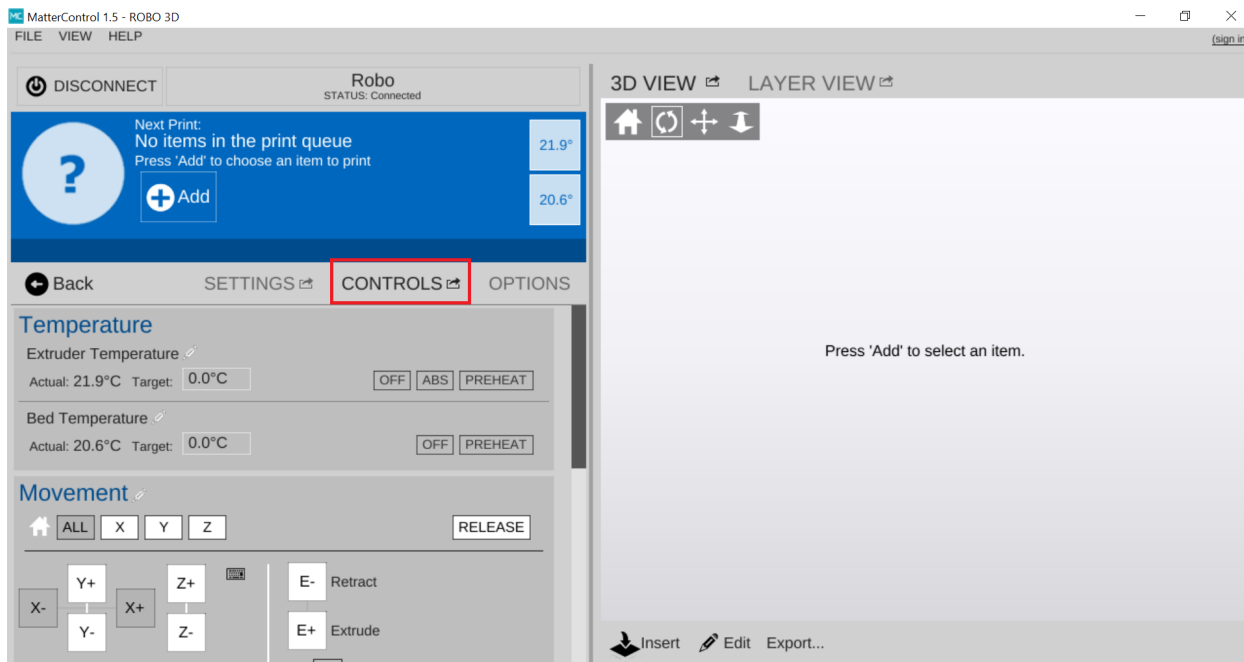 MC MatterControl 1.5 - ROBO 3D
FILE VIEW HELP
DISCONNECT
Robo
STATUS: Connected
Next Print:
No items in the print queue
Press 'Add' to choose an item to print
Add
21.9°
20.6°
Back
SETTINGS
CONTROLS
OPTIONS
Temperature
Extruder Temperature
Actual: 21.9°C Target: 0.0°C OFF ABS PREHEAT
Bed Temperature
Actual: 20.6°C Target: 0.0°C OFF PREHEAT
Movement
ALL X Y Z RELEASE
Y+ Z+ E- Retract
X- X+
Y- Z- E+ Extrude
(sign in
3D VIEW LAYER VIEW
Press 'Add' to select an item.
Insert Edit Export...